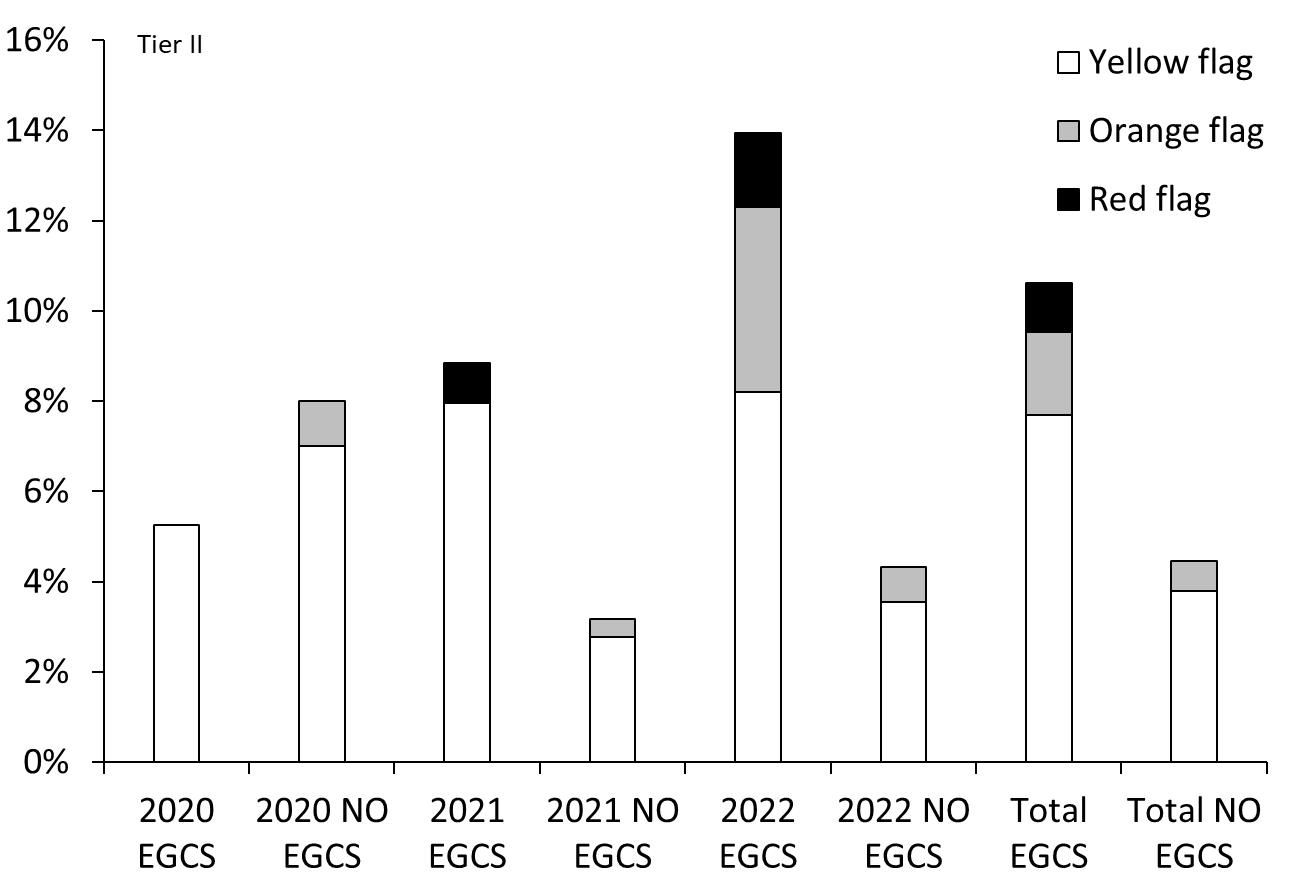 16%
Tier II
Yellow flag
14%
Orange flag
12%
Red flag
10%
8%
6%
4%
2%
0%
2020 2020 NO 2021 2021 NO 2022 2022 NO Total Total NO
EGCS EGCS EGCS EGCS EGCS EGCS EGCS EGCS